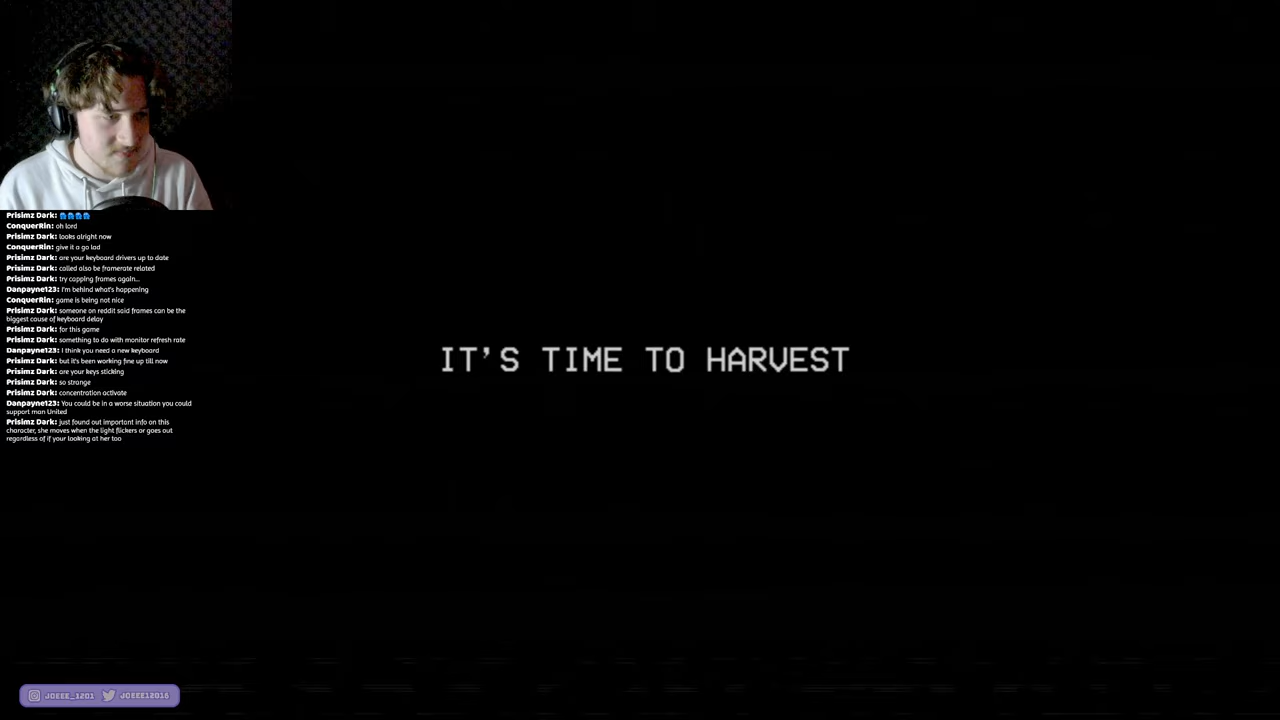 Prisimz Dark:
ConquerRin: oh lord
Prisimz Dark: looks alright now
ConquerRin: give it a go lad
Prisimz Dark: are your keyboard drivers up to date
Prisimz Dark: called also be framerate related
Prisimz Dark: try capping frames again...
Danpayne123: I'm behind what's happening
ConquerRin: game is being not nice
Prisimz Dark: someone on reddit said frames can be the
biggest cause of keyboard delay
Prisimz Dark: for this game
Prisimz Dark: something to do with monitor refresh rate
Danpayne123: I think you need a new keyboard
Prisimz Dark: but it's been working fine up till now
Prisimz Dark: are your keys sticking
Prisimz Dark: so strange
Prisimz Dark: concentration activate
Danpayne123: You could be in a worse situation you could
support man United
Prisimz Dark: just found out important info on this
character, she moves when the light flickers or goes out
regardless of if your looking at her too
IT'S TIME TO HARVEST
JOEEE_1201 JOEEE12016